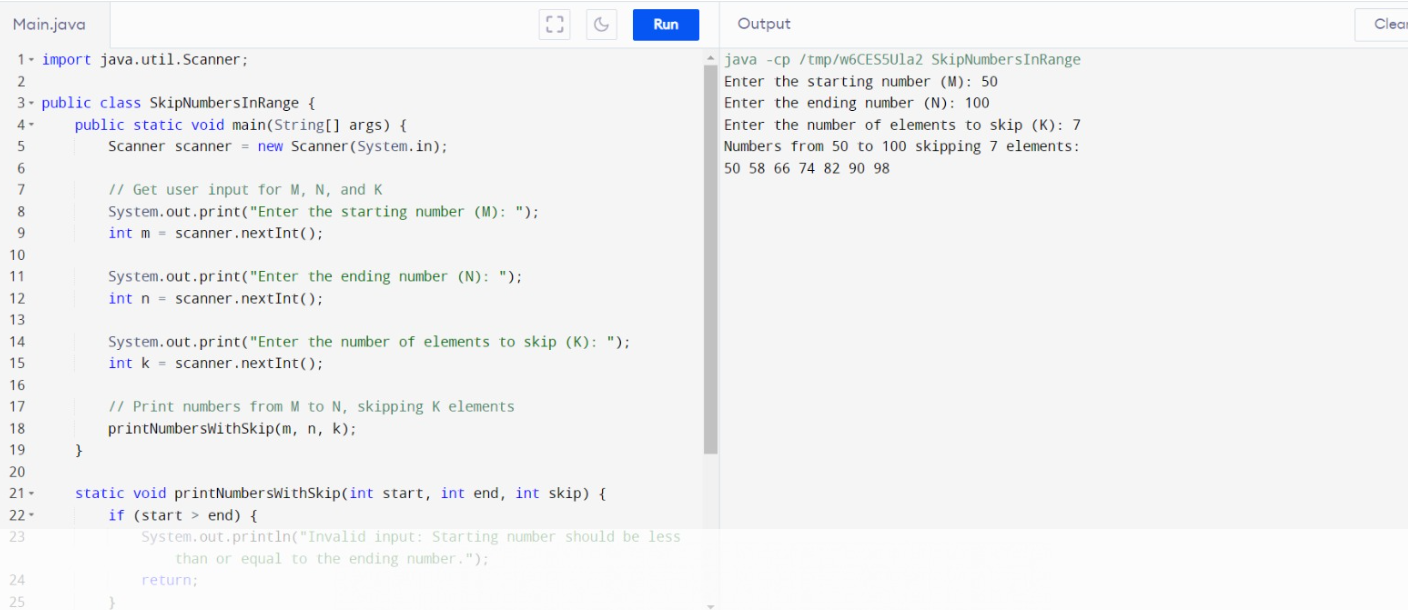 Main.java
Run
1 import java.util.Scanner;
2
3 public class SkipNumbersInRange {
4     public static void main(String[] args) {
5         Scanner scanner = new Scanner(System.in);
6
7         // Get user input for M, N, and K
8         System.out.print("Enter the starting number (M): ");
9         int m = scanner.nextInt();
10
11         System.out.print("Enter the ending number (N): ");
12         int n = scanner.nextInt();
13
14         System.out.print("Enter the number of elements to skip (K): ");
15         int k = scanner.nextInt();
16
17         // Print numbers from M to N, skipping K elements
18         printNumbersWithSkip(m, n, k);
19     }
20
21     static void printNumbersWithSkip(int start, int end, int skip) {
22         if (start > end) {
23             System.out.println("Invalid input: Starting number should be less
than or equal to the ending number.");
24             return;
25         }
Output
Clear
java -cp /tmp/w6CES5Ula2 SkipNumbersInRange
Enter the starting number (M): 50
Enter the ending number (N): 100
Enter the number of elements to skip (K): 7
Numbers from 50 to 100 skipping 7 elements:
50 58 66 74 82 90 98